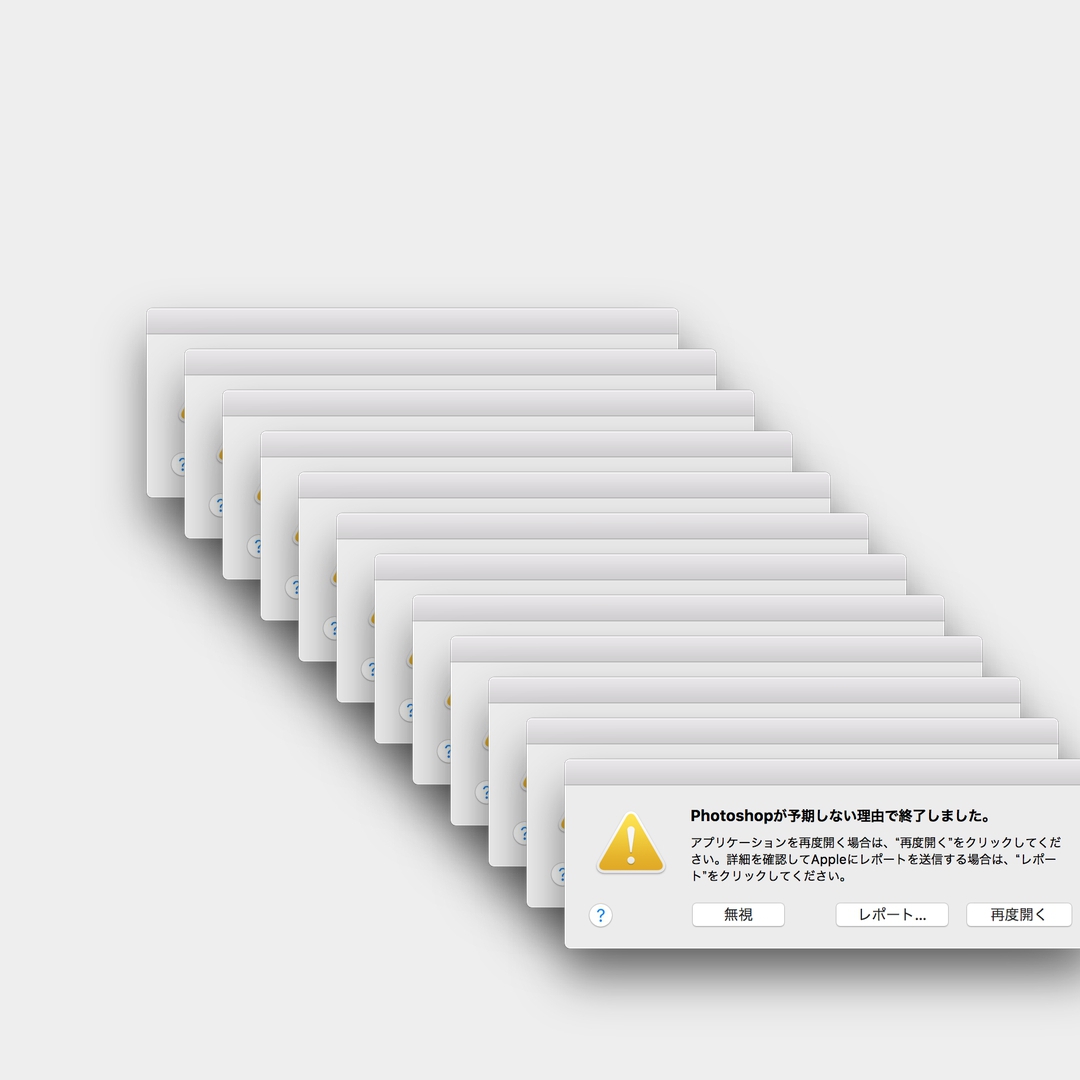 Photoshopが予期しない理由で終了しました。
アプリケーションを再度開く場合は、“再度開く”をクリックしてくだ
さい。詳細を確認してAppleにレポートを送信する場合は、“レポー
ト”をクリックしてください。
?
?
?
?
?
?
?
?
?
?
?
? 無視 レポート... 再度開く